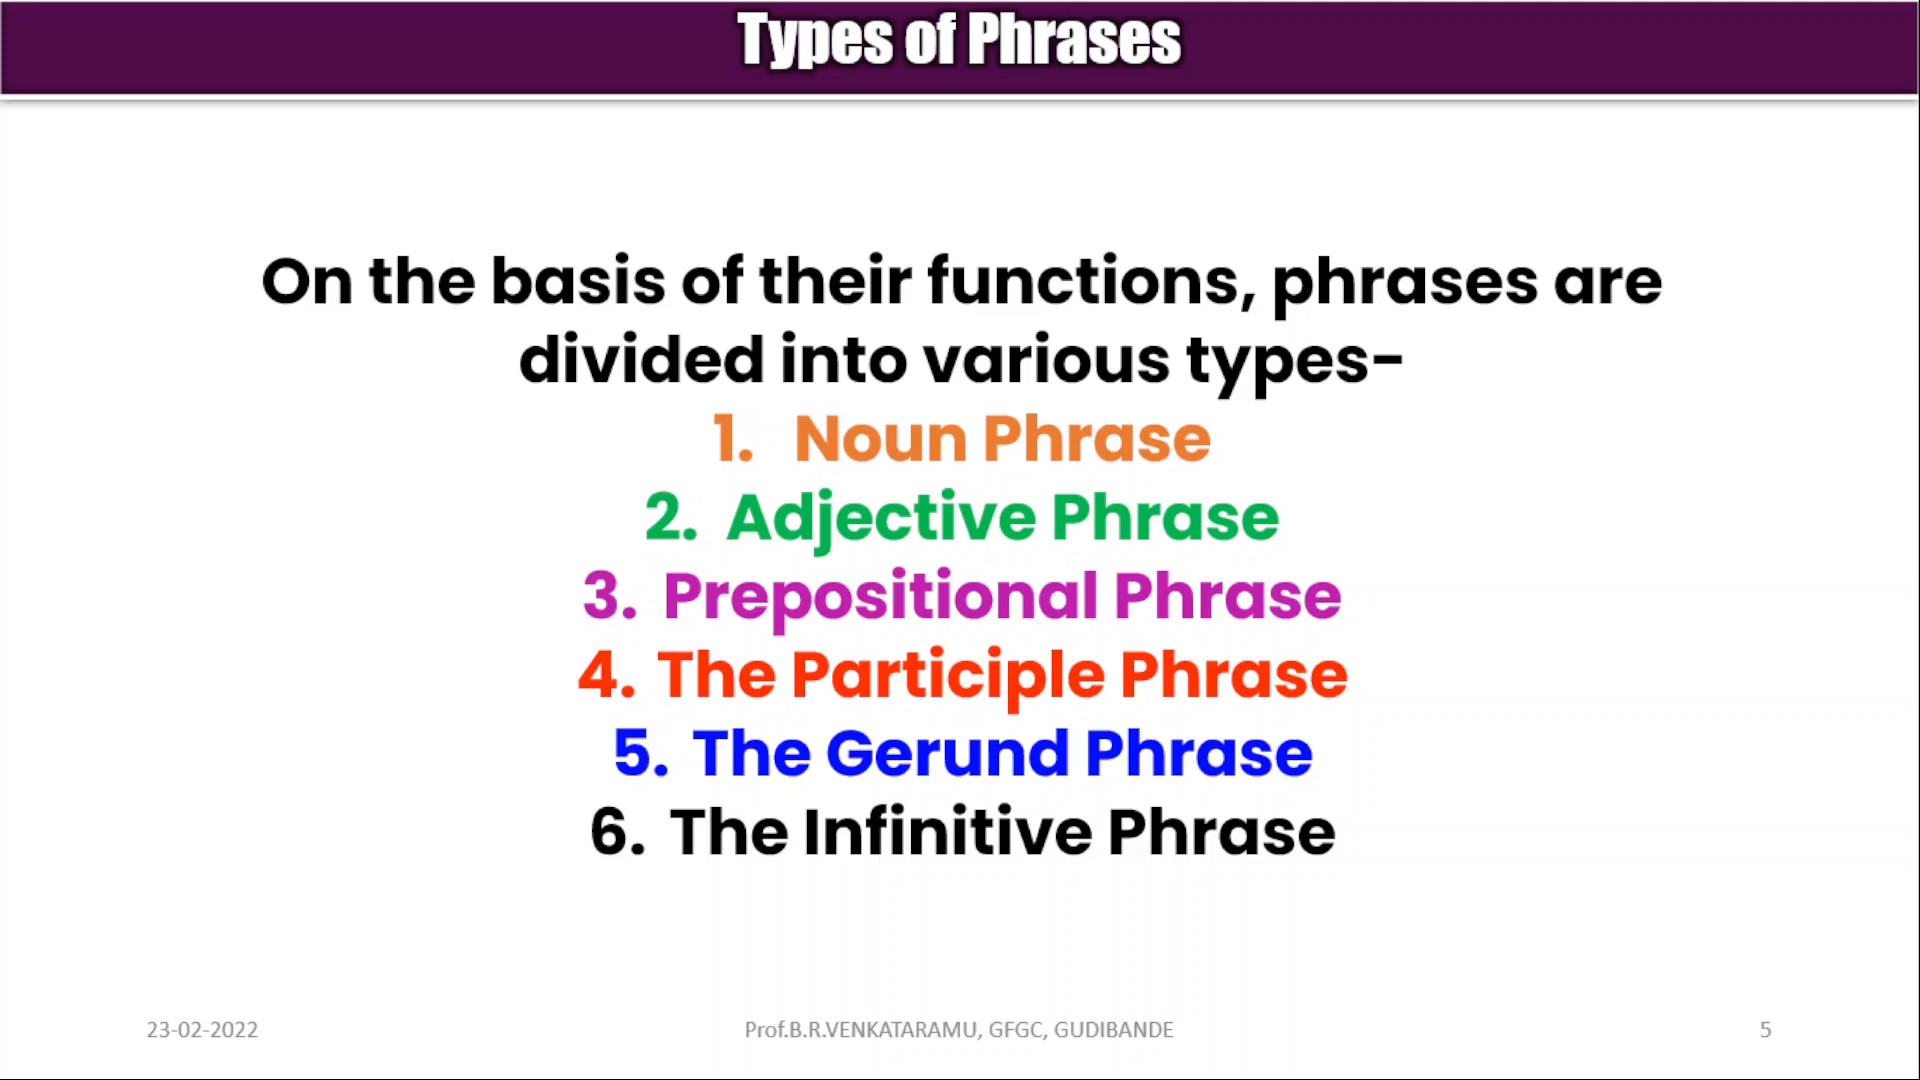 Types of Phrases
On the basis of their functions, phrases are
divided into various types-
1. Noun Phrase
2. Adjective Phrase
3. Prepositional Phrase
4. The Participle Phrase
5. The Gerund Phrase
6. The Infinitive Phrase
23-02-2022 Prof.B.R.VENKATARAMU, GFGC, GUDIBANDE 5